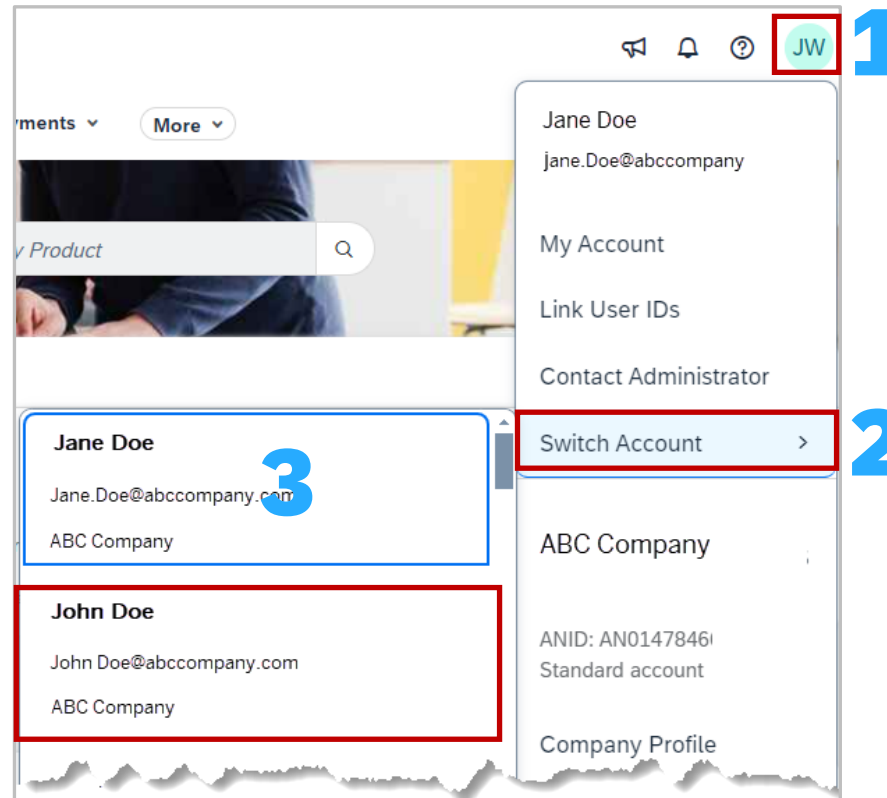 JW
1
Jane Doe
jane.Doe@abccompany
ments
More
Product
My Account
Link User IDs
Contact Administrator
Switch Account
2
Jane Doe
3
Jane.Doe@abccompany.com
ABC Company
John Doe
John Doe@abccompany.com
ABC Company
ABC Company
ANID: AN0147846
Standard account
Company Profile